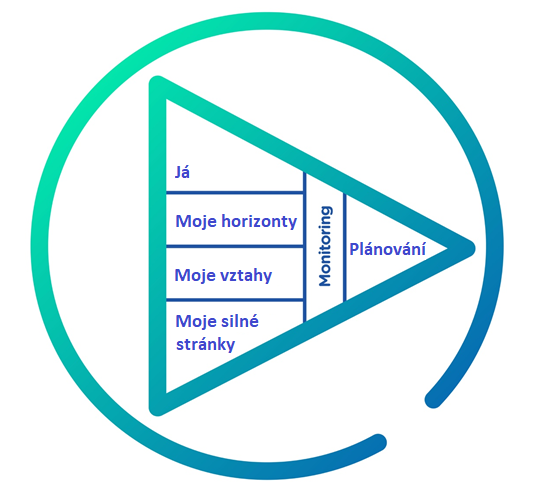 Já
Moje horizonty
Moje vztahy
Moje silné
stránky
Monitoring
Plánování